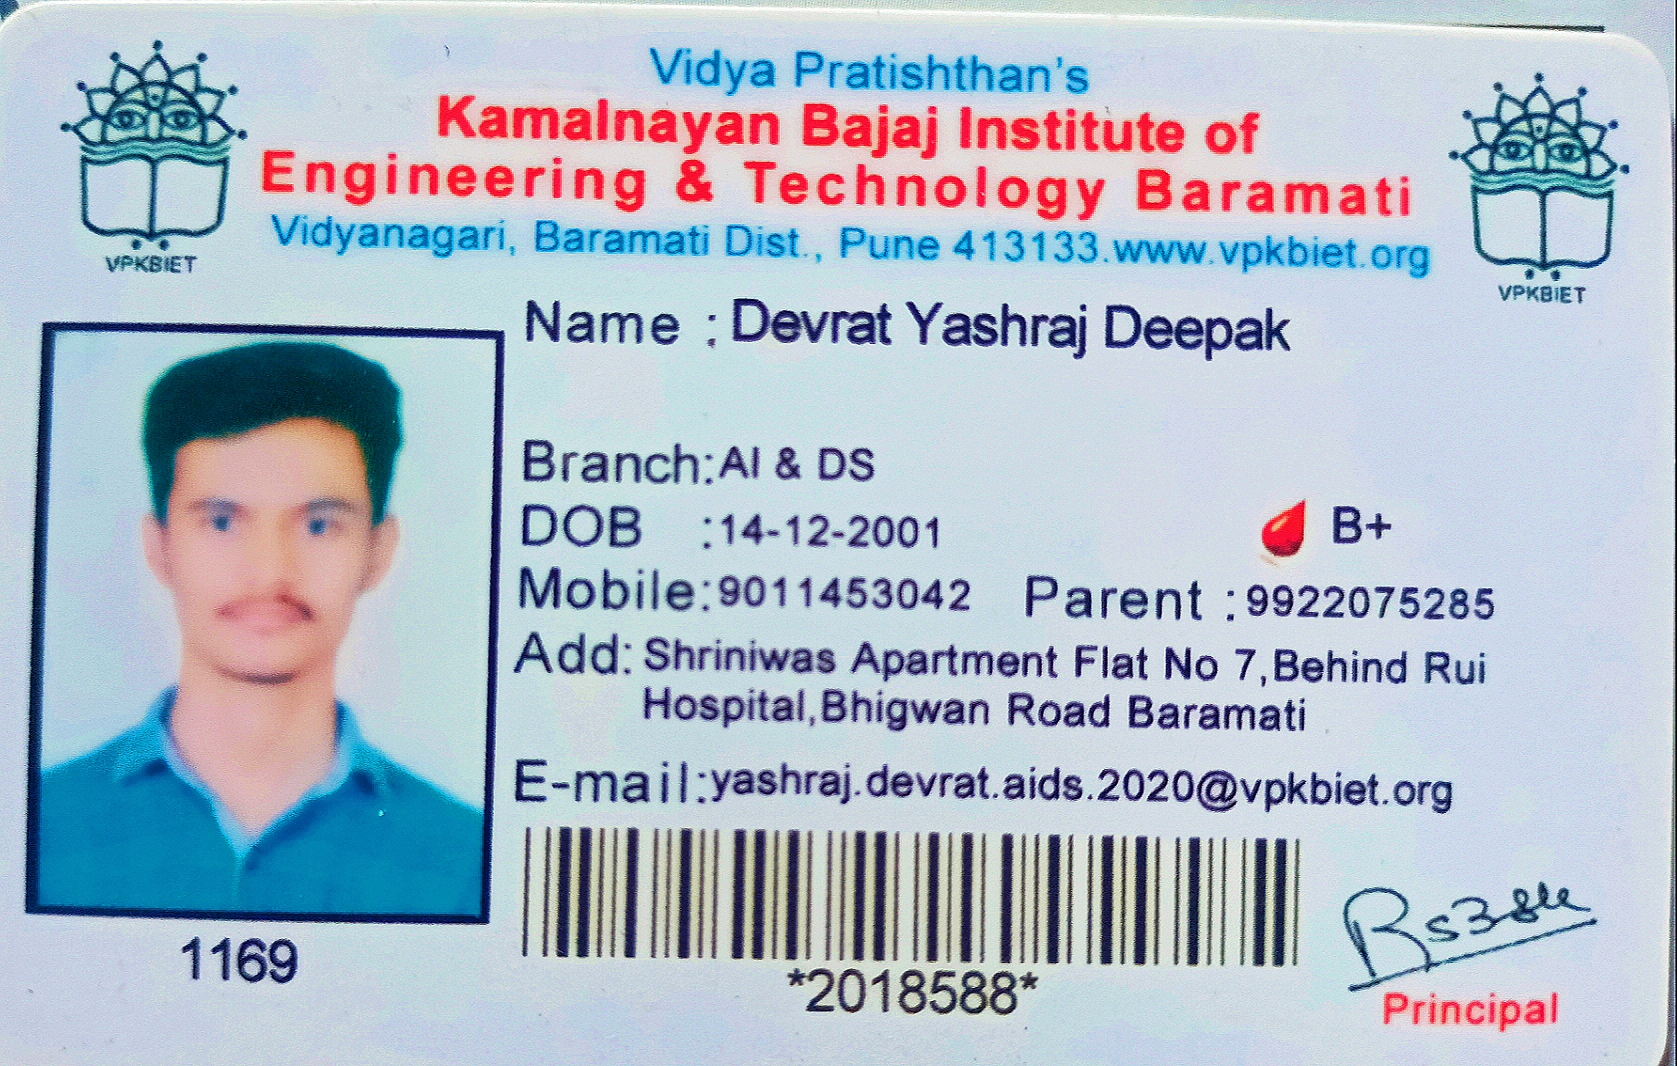 Vidya Pratishthan's
Kamalnayan Bajaj Institute of
Engineering & Technology Baramati
Vidyanagari, Baramati Dist., Pune 413133.www.vpkbiet.org
VPKBIET
VPKBIET
Name : Devrat Yashraj Deepak
Branch:AI & DS
DOB :14-12-2001
B+
Mobile:9011453042 Parent :9922075285
Add: Shriniwas Apartment Flat No 7,Behind Rui
Hospital,Bhigwan Road Baramati
E-mail:yashraj.devrat.aids.2020@vpkbiet.org
1169
*2018588*
Principal